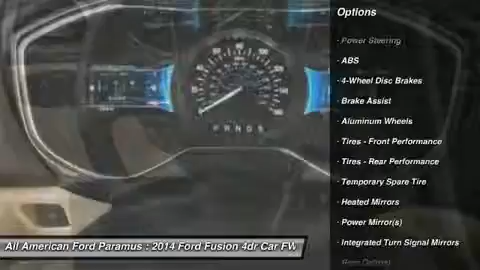 Options
· Power Steering
· ABS
· 4-Wheel Disc Brakes
· Brake Assist
· Aluminum Wheels
· Tires - Front Performance
· Tires - Rear Performance
· Temporary Spare Tire
· Heated Mirrors
· Power Mirror(s)
· Integrated Turn Signal Mirrors
P R N D S
All American Ford Paramus : 2014 Ford Fusion 4dr Car FW